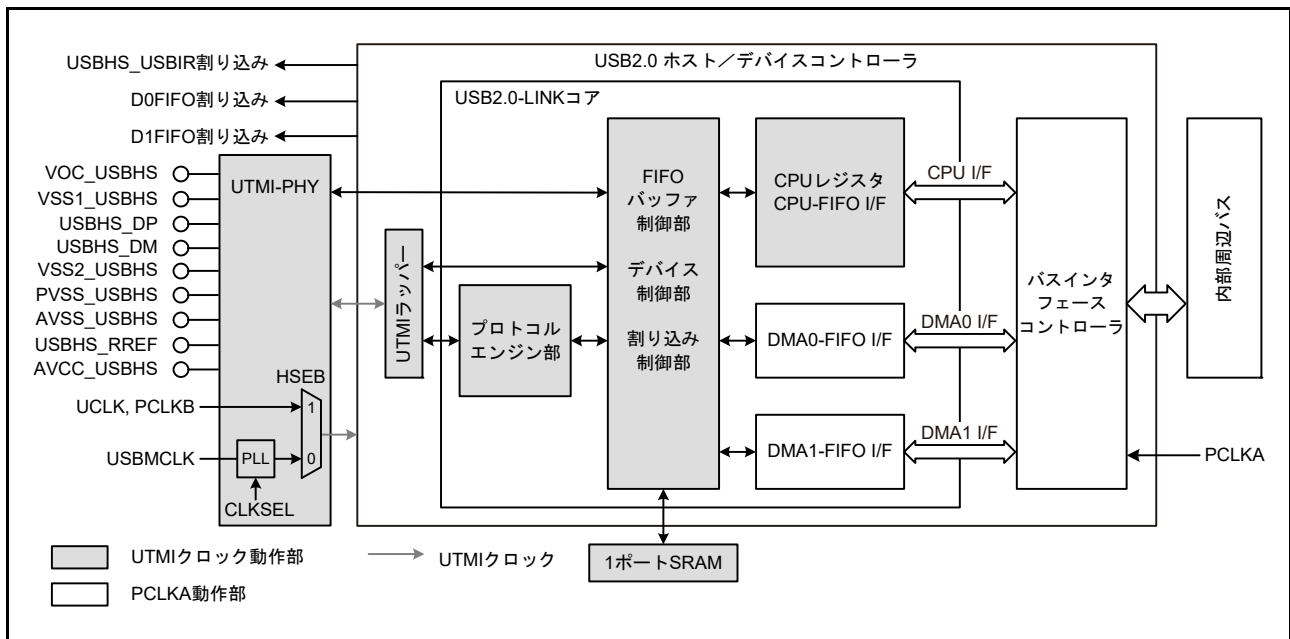 USBHS_USBIR割り込み
D0FIFO割り込み
D1FIFO割り込み
USB2.0 ホスト／デバイスコントローラ
USB2.0-LINKコア
VOC_USBHS
VSS1_USBHS
USBHS_DP
USBHS_DM
VSS2_USBHS
PVSS_USBHS
AVSS_USBHS
USBHS_RREF
AVCC_USBHS
UCLK, PCLKB
USBMCLK
UTMI-PHY
HSEB
1
0
PLL
CLKSEL
UTMIラッパー
プロトコル
エンジン部
FIFO
バッファ
制御部
デバイス
制御部
割り込み
制御部
CPUレジスタ
CPU-FIFO I/F
DMA0-FIFO I/F
DMA1-FIFO I/F
CPU I/F
DMA0 I/F
DMA1 I/F
バスインタ
フェース
コントローラ
内部周辺バス
PCLKA
1ポートSRAM
UTMIクロック動作部
UTMIクロック
PCLKA動作部